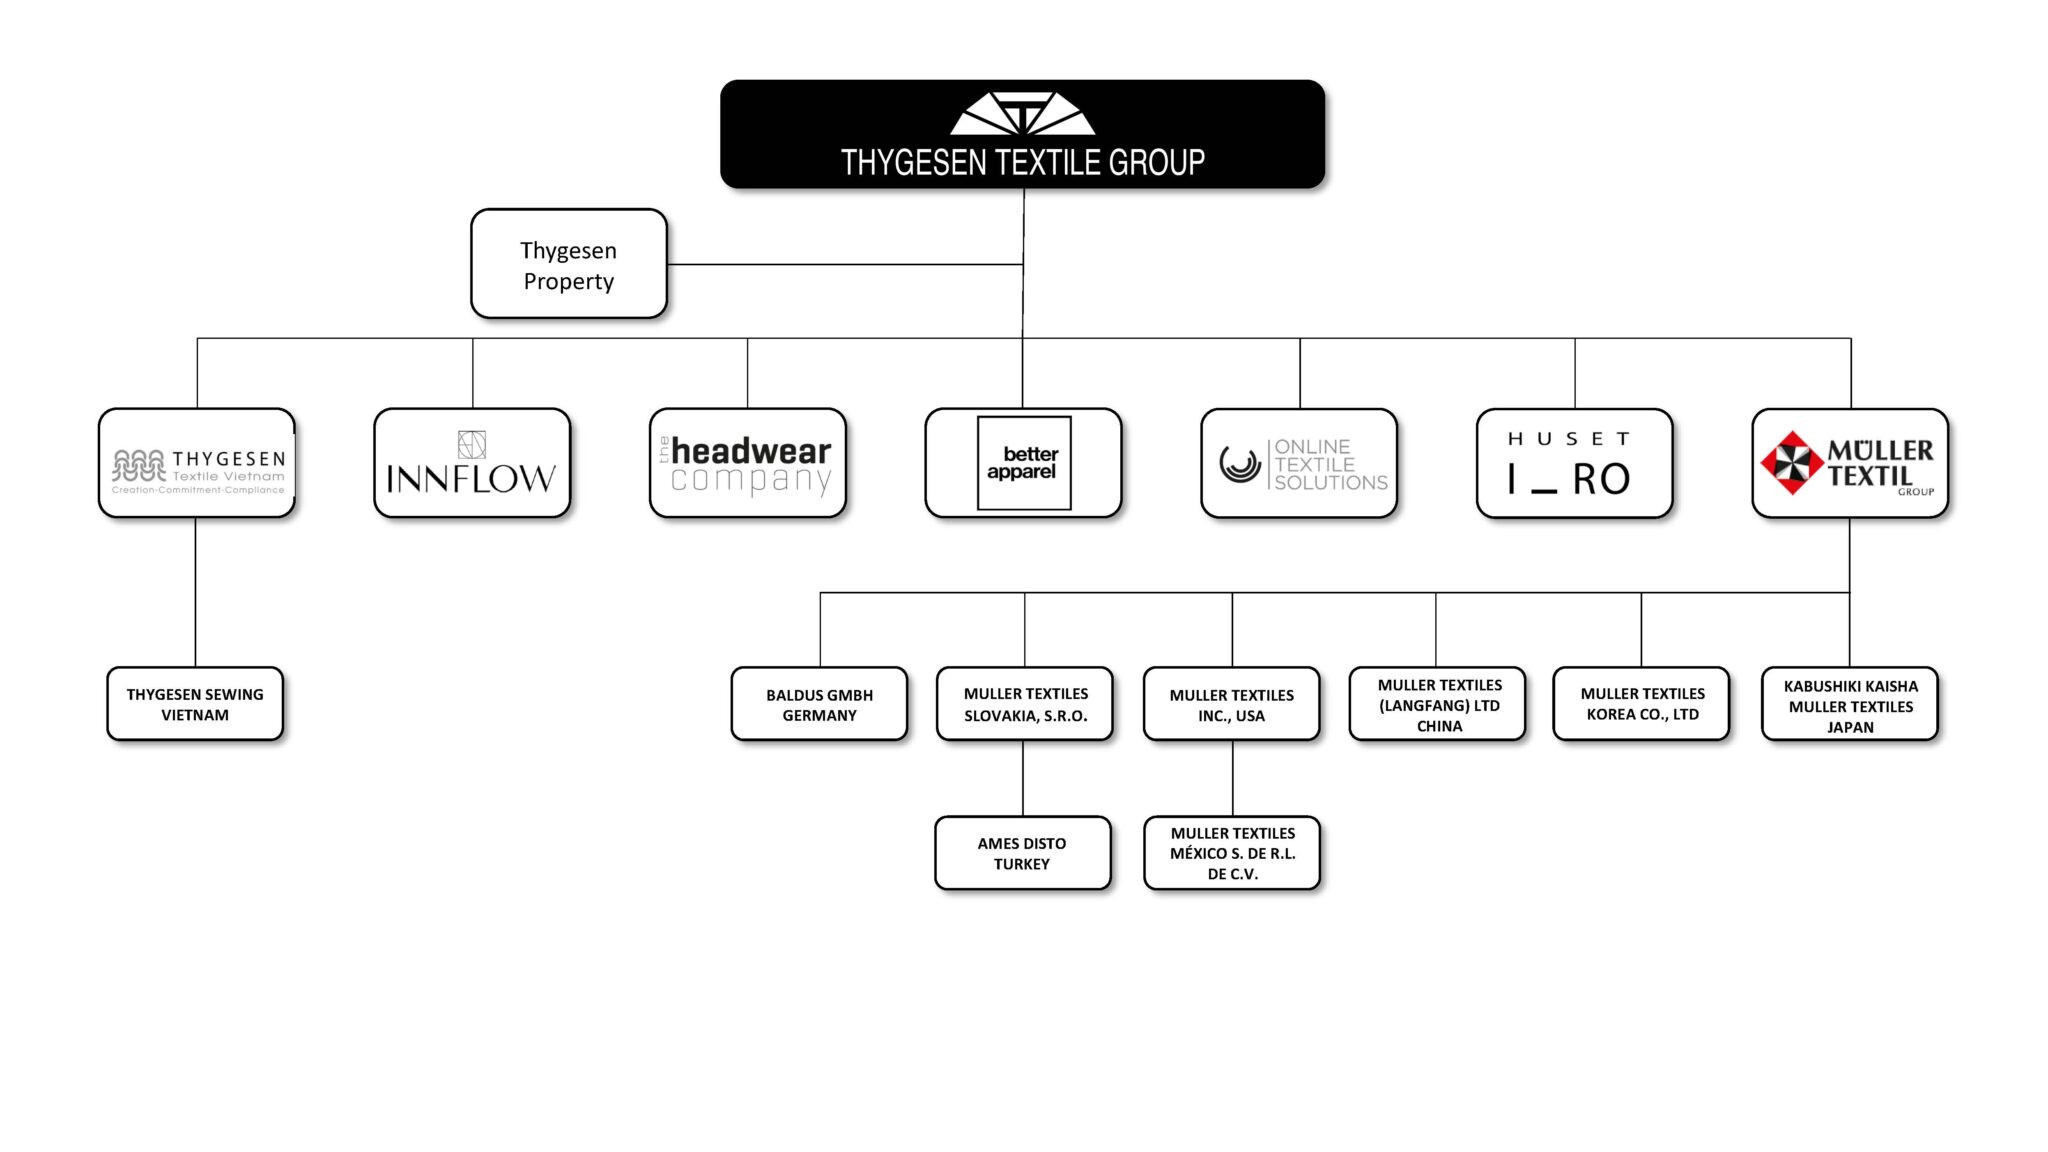 THYGESEN TEXTILE GROUP
Thygesen
Property
THYGESEN
Textile Vietnam
Creation-Commitment-Compliance
INNFLOW
the
headwear
company
better
apparel
ONLINE
TEXTILE
SOLUTIONS
HUSET
I_RO
MÜLLER
TEXTIL
GROUP
THYGESEN SEWING
VIETNAM
BALDUS GMBH
GERMANY
MULLER TEXTILES
SLOVAKIA, S.R.O.
MULLER TEXTILES
INC., USA
MULLER TEXTILES
(LANGFANG) LTD
CHINA
MULLER TEXTILES
KOREA CO., LTD
KABUSHIKI KAISHA
MULLER TEXTILES
JAPAN
AMES DISTO
TURKEY
MULLER TEXTILES
MÉXICO S. DE R.L.
DE C.V.